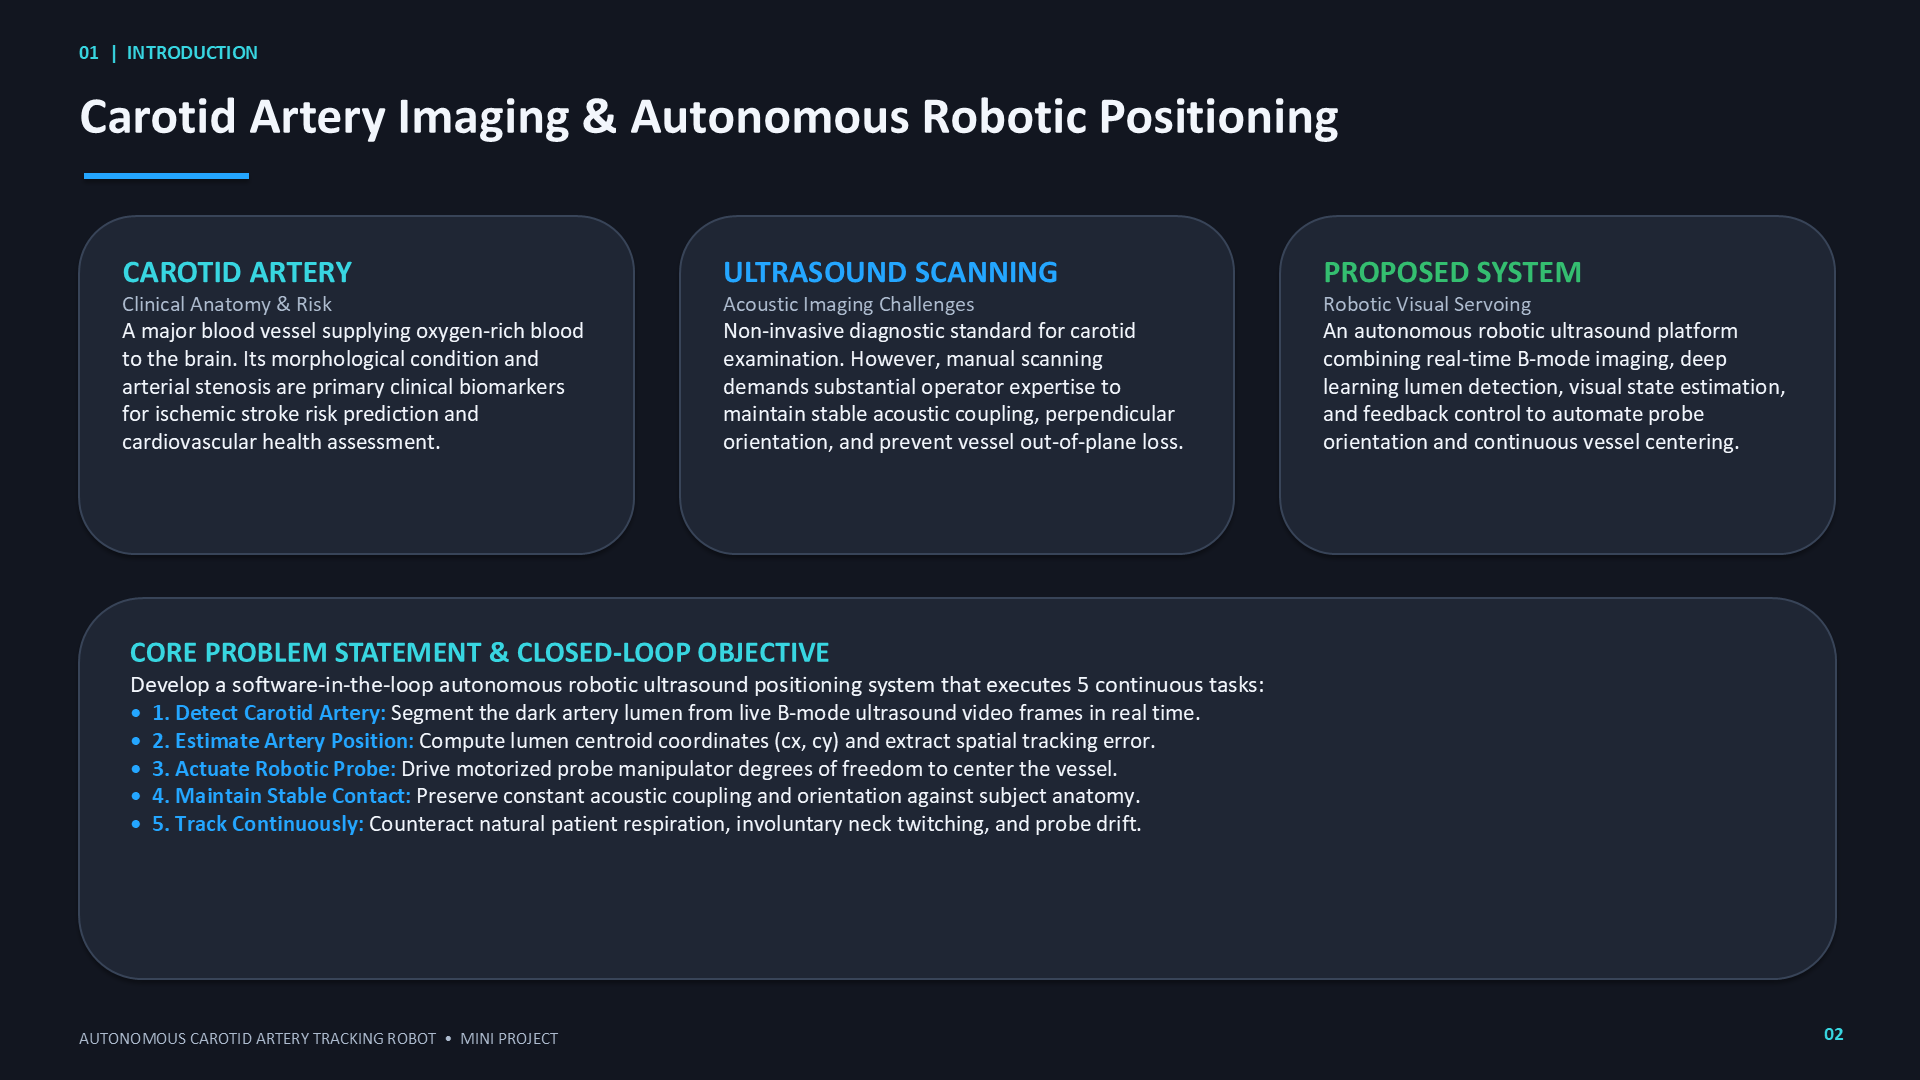 01 | INTRODUCTION
Carotid Artery Imaging & Autonomous Robotic Positioning
CAROTID ARTERY
Clinical Anatomy & Risk
A major blood vessel supplying oxygen-rich blood
to the brain. Its morphological condition and
arterial stenosis are primary clinical biomarkers
for ischemic stroke risk prediction and
cardiovascular health assessment.
ULTRASOUND SCANNING
Acoustic Imaging Challenges
Non-invasive diagnostic standard for carotid
examination. However, manual scanning
demands substantial operator expertise to
maintain stable acoustic coupling, perpendicular
orientation, and prevent vessel out-of-plane loss.
PROPOSED SYSTEM
Robotic Visual Servoing
An autonomous robotic ultrasound platform
combining real-time B-mode imaging, deep
learning lumen detection, visual state estimation,
and feedback control to automate probe
orientation and continuous vessel centering.
CORE PROBLEM STATEMENT & CLOSED-LOOP OBJECTIVE
Develop a software-in-the-loop autonomous robotic ultrasound positioning system that executes 5 continuous tasks:
• 1. Detect Carotid Artery: Segment the dark artery lumen from live B-mode ultrasound video frames in real time.
• 2. Estimate Artery Position: Compute lumen centroid coordinates (cx, cy) and extract spatial tracking error.
• 3. Actuate Robotic Probe: Drive motorized probe manipulator degrees of freedom to center the vessel.
• 4. Maintain Stable Contact: Preserve constant acoustic coupling and orientation against subject anatomy.
• 5. Track Continuously: Counteract natural patient respiration, involuntary neck twitching, and probe drift.
AUTONOMOUS CAROTID ARTERY TRACKING ROBOT • MINI PROJECT
02